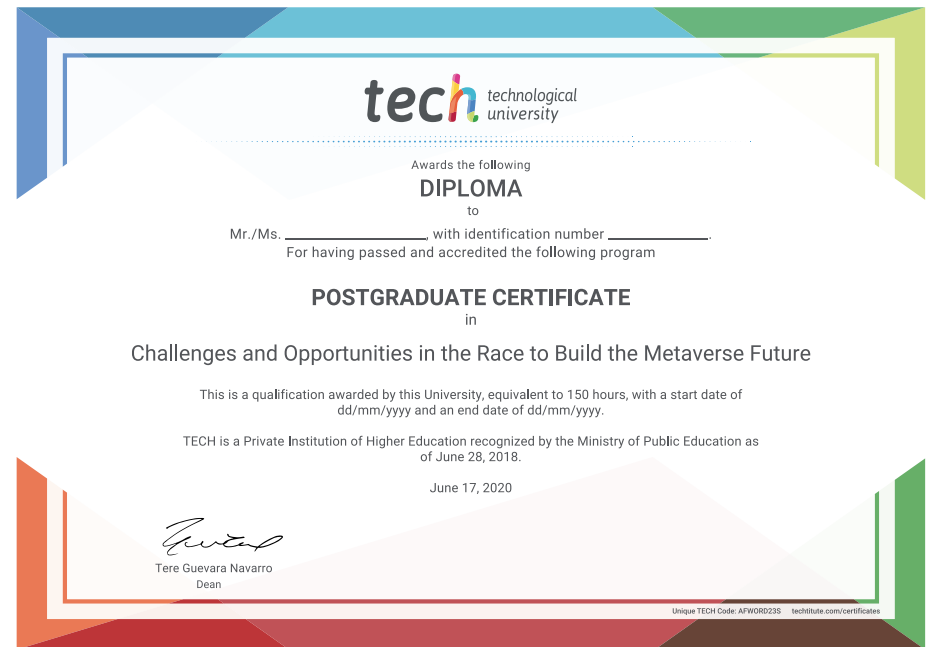 tech technological
university
Awards the following
DIPLOMA
to
Mr./Ms. ____________________, with identification number ______________.
For having passed and accredited the following program
POSTGRADUATE CERTIFICATE
in
Challenges and Opportunities in the Race to Build the Metaverse Future
This is a qualification awarded by this University, equivalent to 150 hours, with a start date of
dd/mm/yyyy and an end date of dd/mm/yyyy.
TECH is a Private Institution of Higher Education recognized by the Ministry of Public Education as
of June 28, 2018.
June 17, 2020
Tere Guevara Navarro
Dean
Unique TECH Code: AFWORD23S techtitute.com/certificates